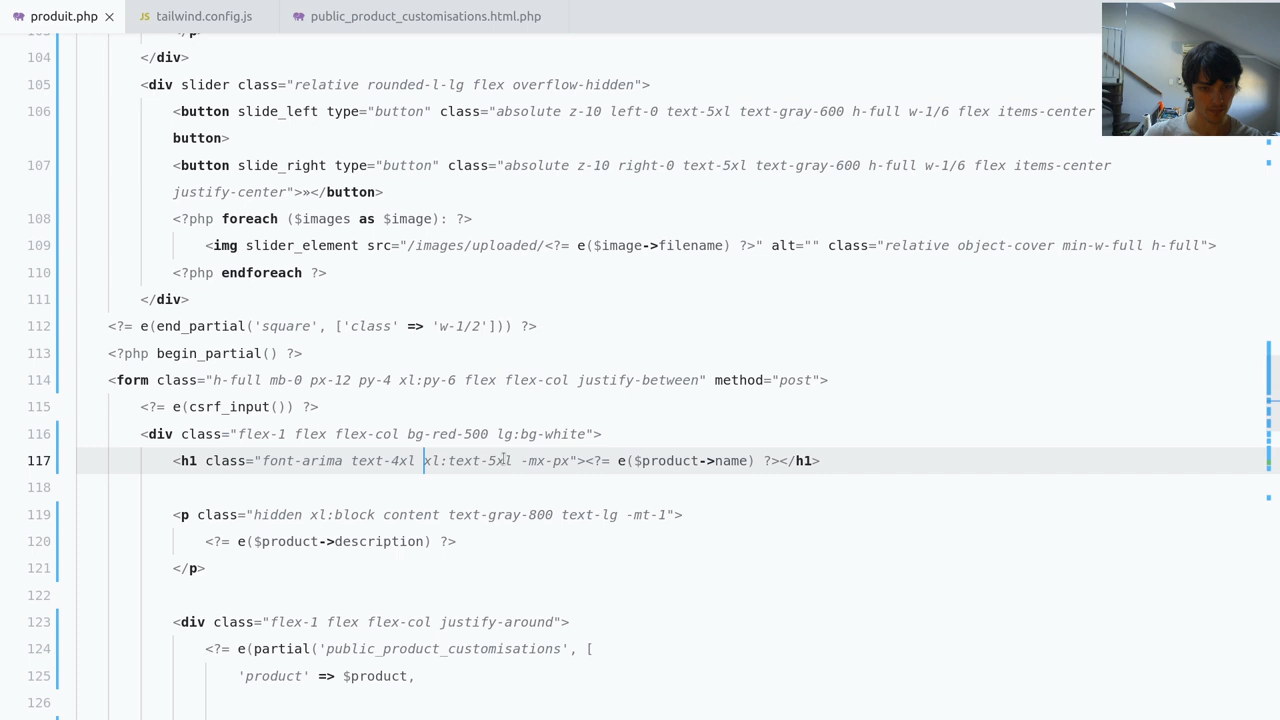 produit.php
JS tailwind.config.js
public_product_customisations.html.php
104 </div>
105 <div slider class="relative rounded-l-lg flex overflow-hidden">
106 <button slide_left type="button" class="absolute z-10 left-0 text-5xl text-gray-600 h-full w-1/6 flex items-center
button>
107 <button slide_right type="button" class="absolute z-10 right-0 text-5xl text-gray-600 h-full w-1/6 flex items-center
justify-center">»</button>
108 <?php foreach ($images as $image): ?>
109 <img slider_element src="/images/uploaded/<?= e($image->filename) ?>" alt="" class="relative object-cover min-w-full h-full">
110 <?php endforeach ?>
111 </div>
112 <?= e(end_partial('square', ['class' => 'w-1/2'])) ?>
113 <?php begin_partial() ?>
114 <form class="h-full mb-0 px-12 py-4 xl:py-6 flex flex-col justify-between" method="post">
115 <?= e(csrf_input()) ?>
116 <div class="flex-1 flex flex-col bg-red-500 lg:bg-white">
117 <h1 class="font-arima text-4xl xl:text-5xl -mx-px"><?= e($product->name) ?></h1>
118
119 <p class="hidden xl:block content text-gray-800 text-lg -mt-1">
120 <?= e($product->description) ?>
121 </p>
122
123 <div class="flex-1 flex flex-col justify-around">
124 <?= e(partial('public_product_customisations', [
125 'product' => $product,
126